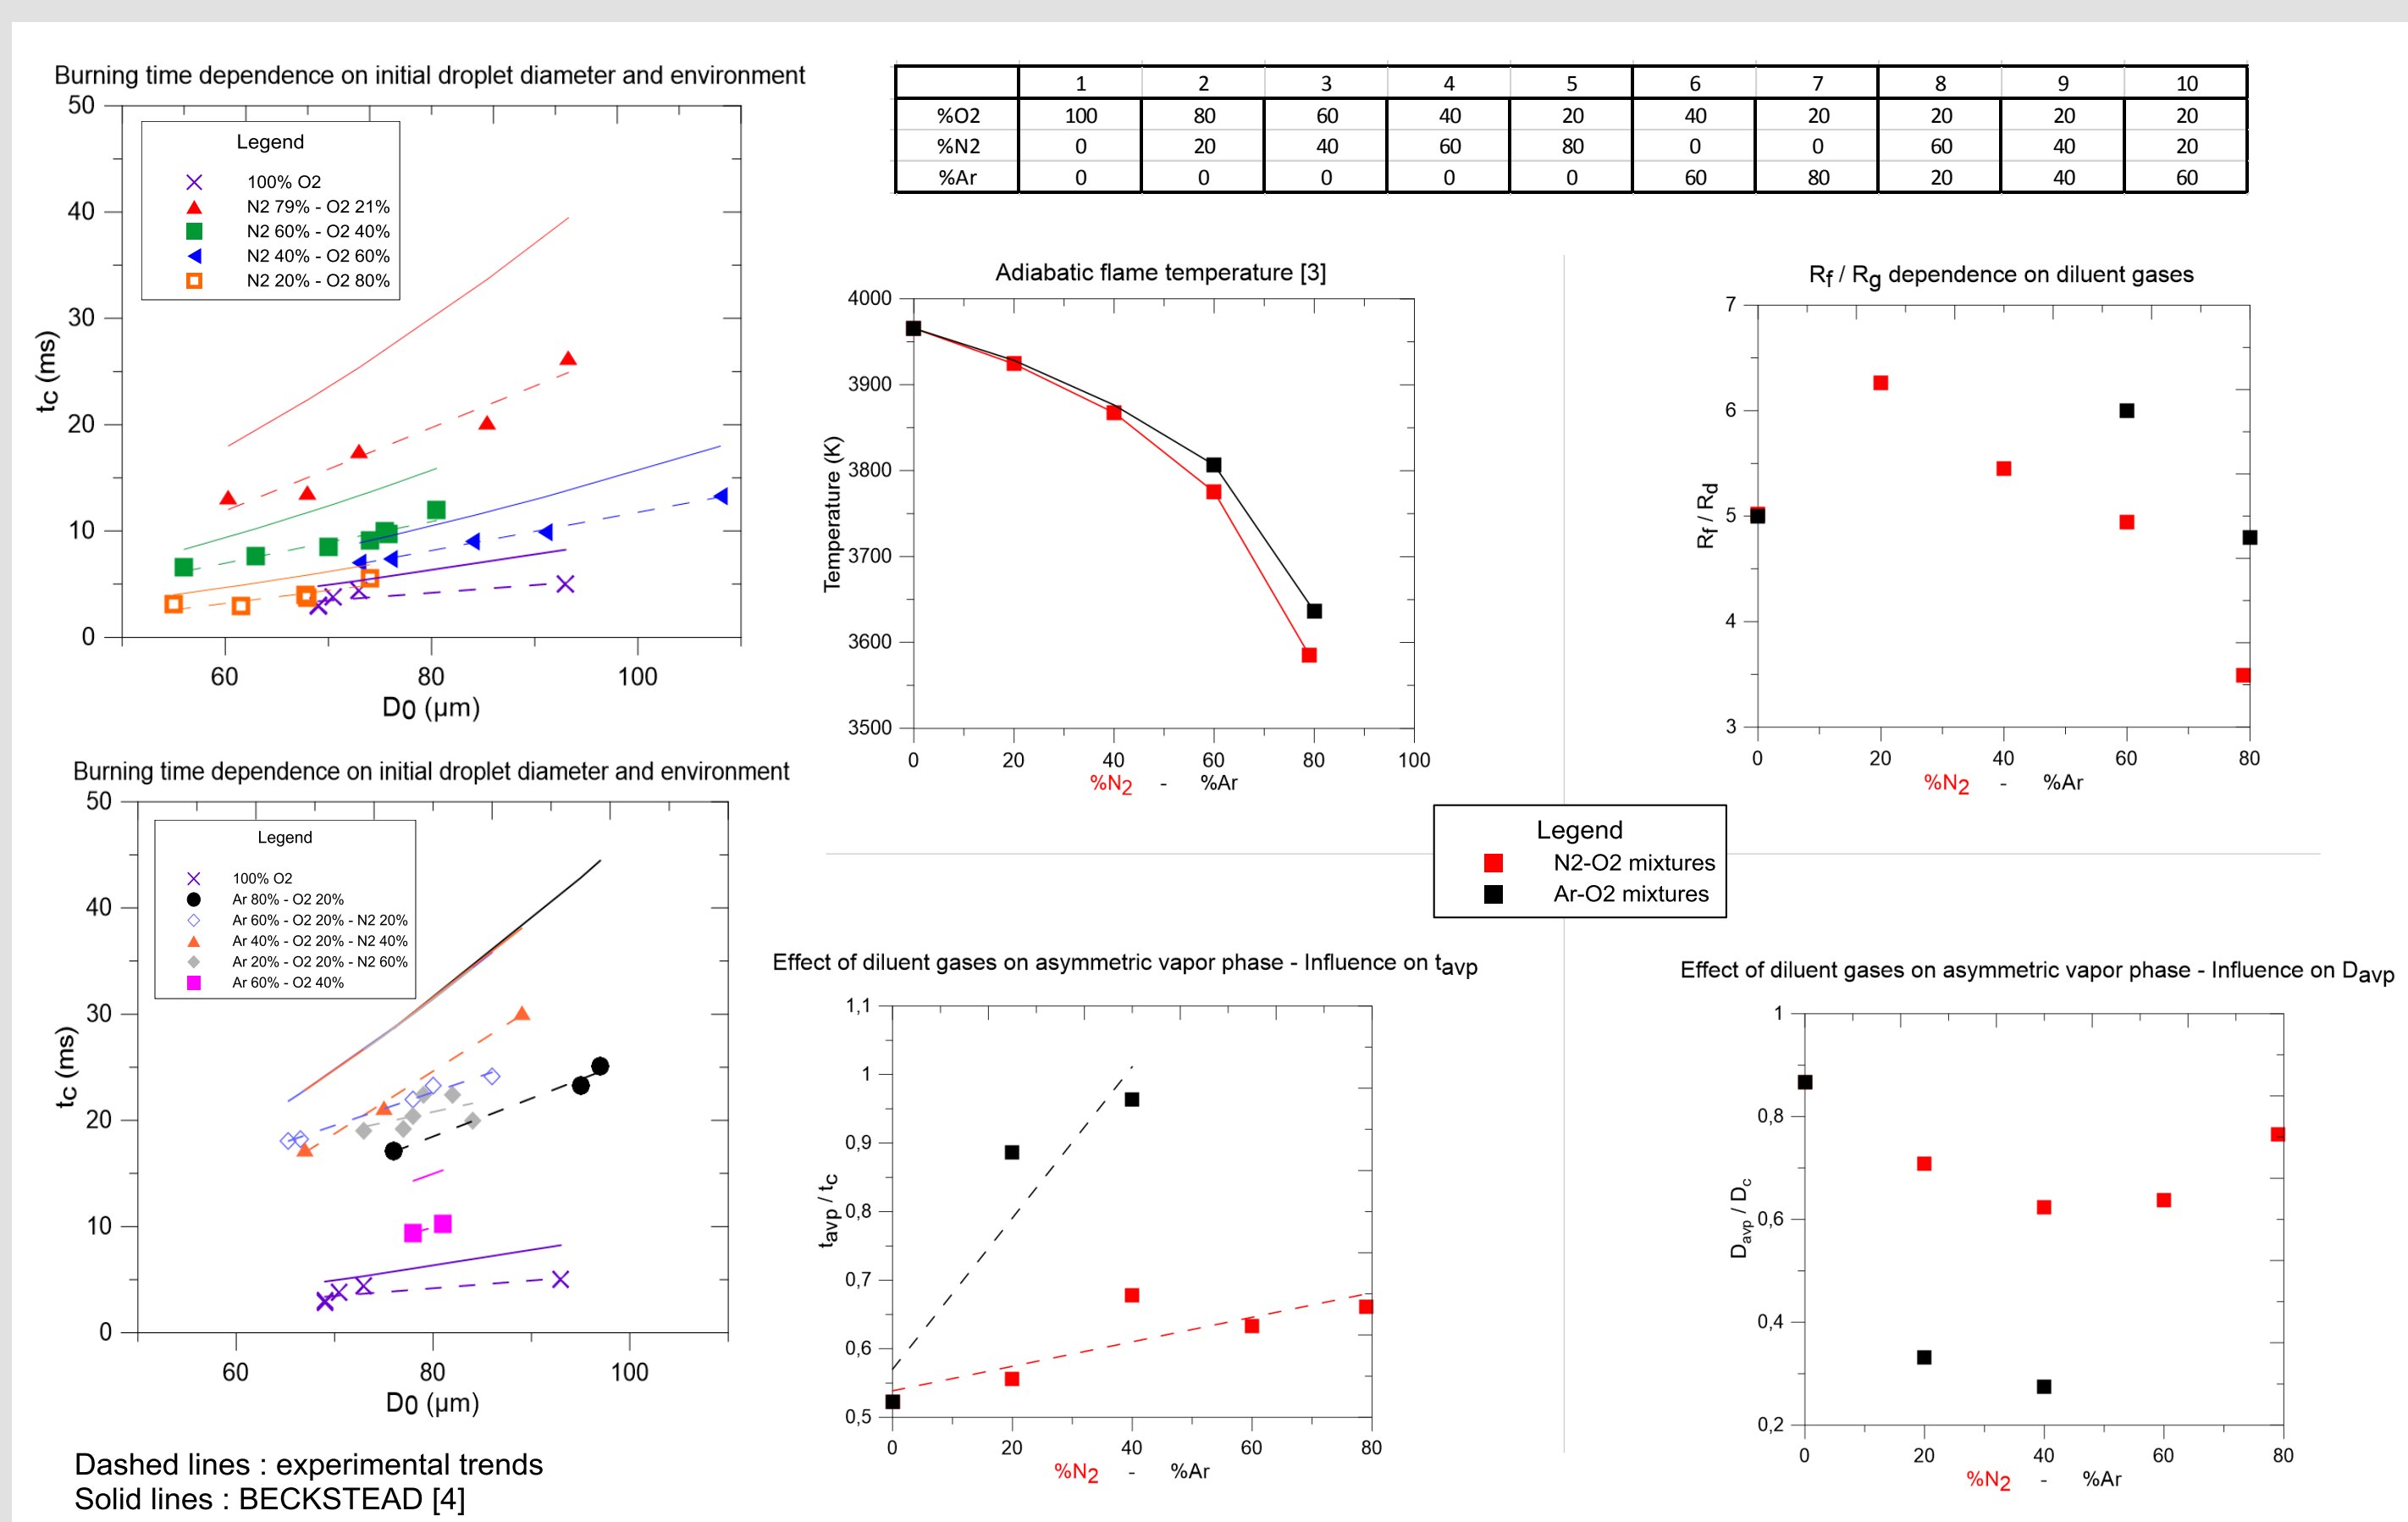 Burning time dependence on initial droplet diameter and environment
50
40
30
20
10
0
tc (ms)
60 80 100
D0 (µm)
Legend
100% O2
N2 79% - O2 21%
N2 60% - O2 40%
N2 40% - O2 60%
N2 20% - O2 80%
1 2 3 4 5 6 7 8 9 10
%O2 100 80 60 40 20 40 20 20 20 20
%N2 0 20 40 60 80 0 0 60 40 20
%Ar 0 0 0 0 0 60 80 20 40 60
Adiabatic flame temperature [3]
4000
3900
3800
3700
3600
3500
Temperature (K)
0 20 40 60 80 100
%N2 - %Ar
Rf / Rg dependence on diluent gases
7
6
5
4
3
Rf / Rd
0 20 40 60 80
%N2 - %Ar
Legend
N2-O2 mixtures
Ar-O2 mixtures
Burning time dependence on initial droplet diameter and environment
50
40
30
20
10
0
tc (ms)
60 80 100
D0 (µm)
Legend
100% O2
Ar 80% - O2 20%
Ar 60% - O2 20% - N2 20%
Ar 40% - O2 20% - N2 40%
Ar 20% - O2 20% - N2 60%
Ar 60% - O2 40%
Effect of diluent gases on asymmetric vapor phase - Influence on tavp
1,1
1
0,9
0,8
0,7
0,6
0,5
tavp / tc
0 20 40 60 80
%N2 - %Ar
Effect of diluent gases on asymmetric vapor phase - Influence on Davp
1
0,8
0,6
0,4
0,2
Davp / Dc
0 20 40 60 80
%N2 - %Ar
Dashed lines : experimental trends
Solid lines : BECKSTEAD [4]